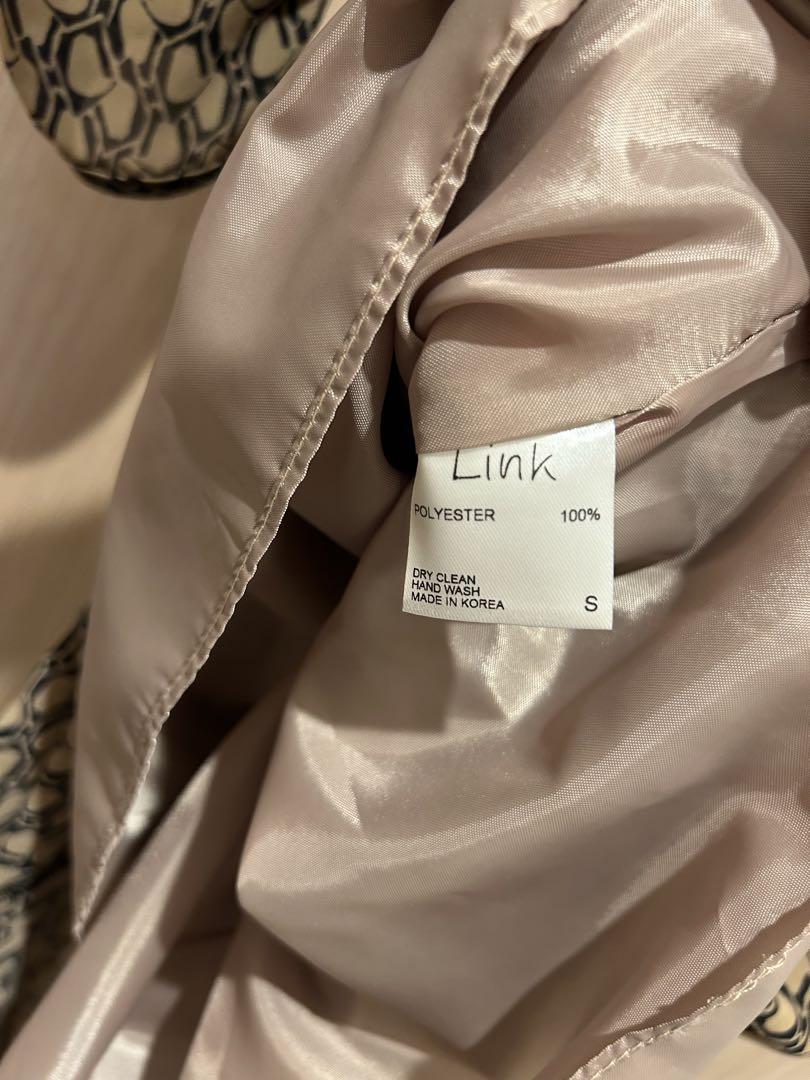 Link
POLYESTER 100%
DRY CLEAN
HAND WASH
MADE IN KOREA S